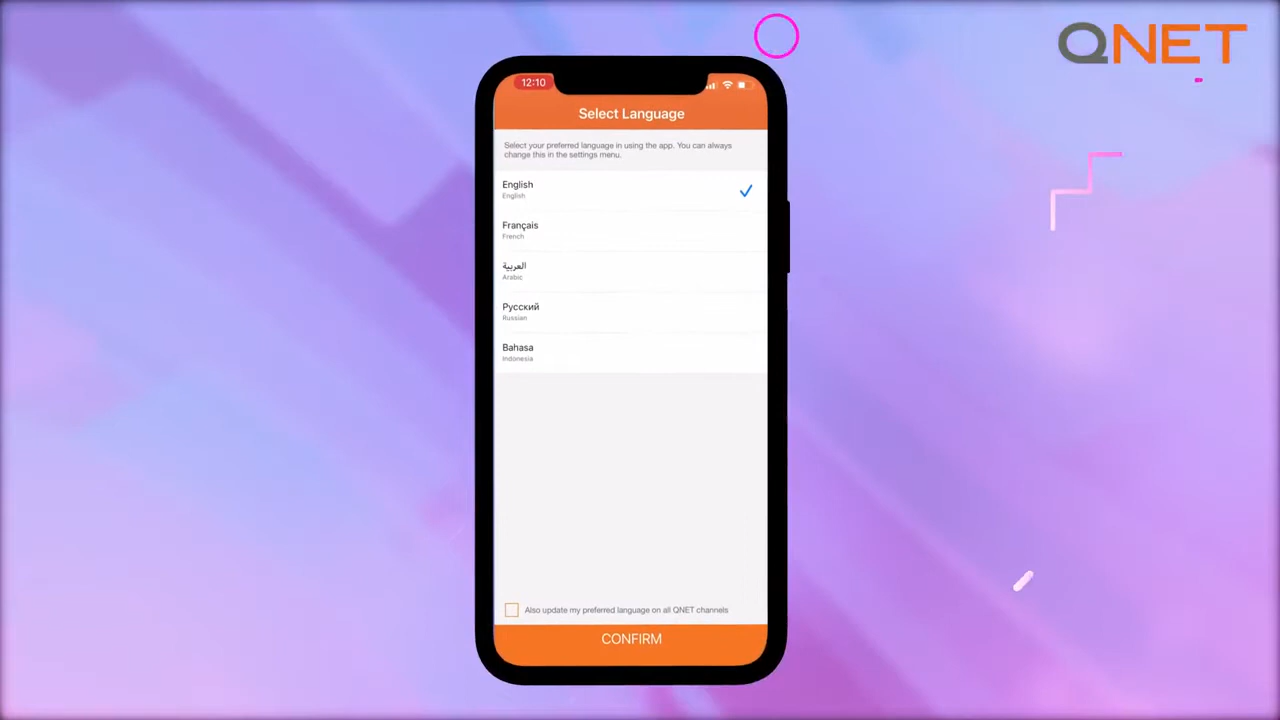 QNET
12:10
Select Language
Select your preferred language in using the app. You can always
change this in the settings menu.
English
English
Français
French
العربية
Arabic
Русский
Russian
Bahasa
Indonesia
Also update my preferred language on all QNET channels
CONFIRM